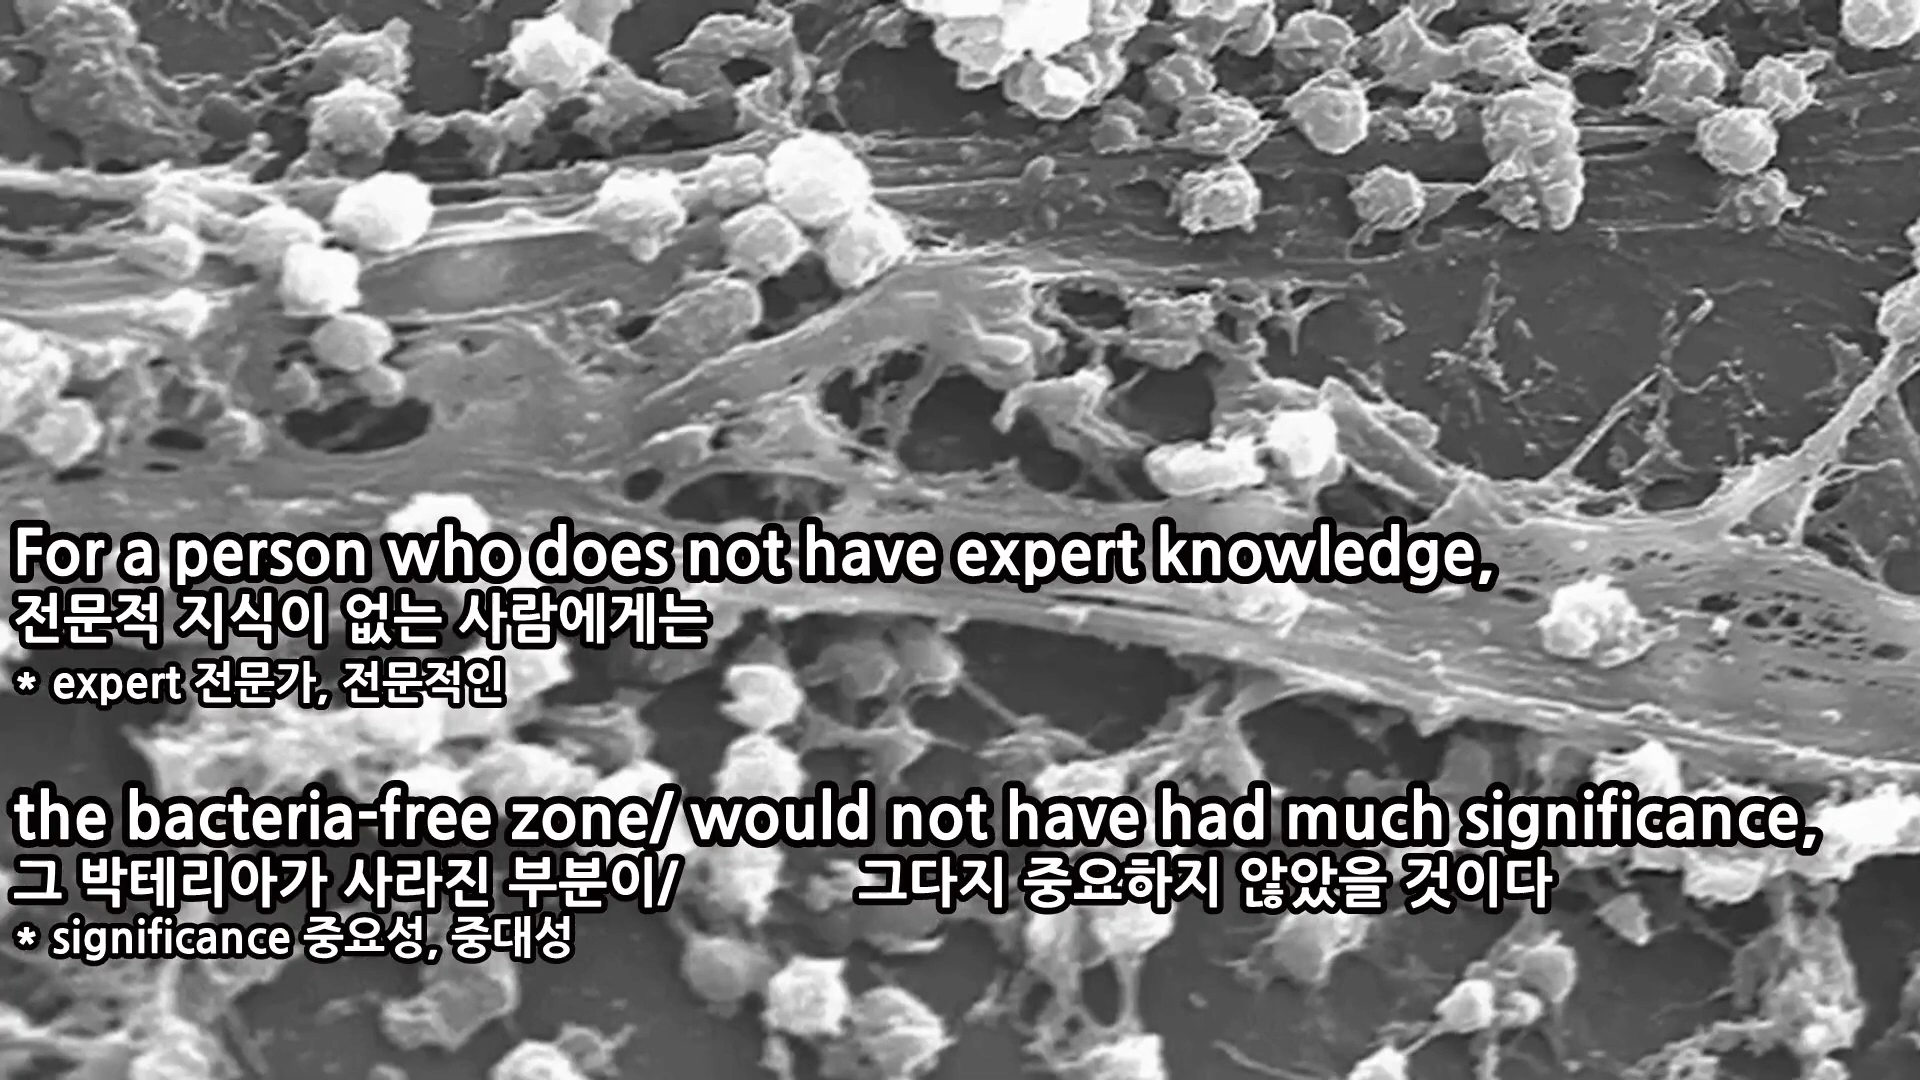 For a person who does not have expert knowledge,
전문적 지식이 없는 사람에게는
* expert 전문가, 전문적인
the bacteria-free zone/ would not have had much significance,
그 박테리아가 사라진 부분이/ 그다지 중요하지 않았을 것이다
* significance 중요성, 중대성